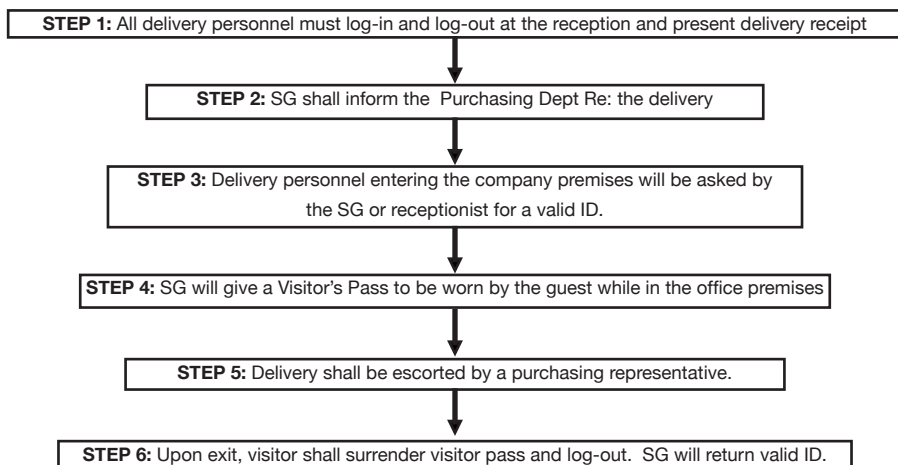 STEP 1: All delivery personnel must log-in and log-out at the reception and present delivery receipt
STEP 2: SG shall inform the Purchasing Dept Re: the delivery
STEP 3: Delivery personnel entering the company premises will be asked by
the SG or receptionist for a valid ID.
STEP 4: SG will give a Visitor's Pass to be worn by the guest while in the office premises
STEP 5: Delivery shall be escorted by a purchasing representative.
STEP 6: Upon exit, visitor shall surrender visitor pass and log-out. SG will return valid ID.